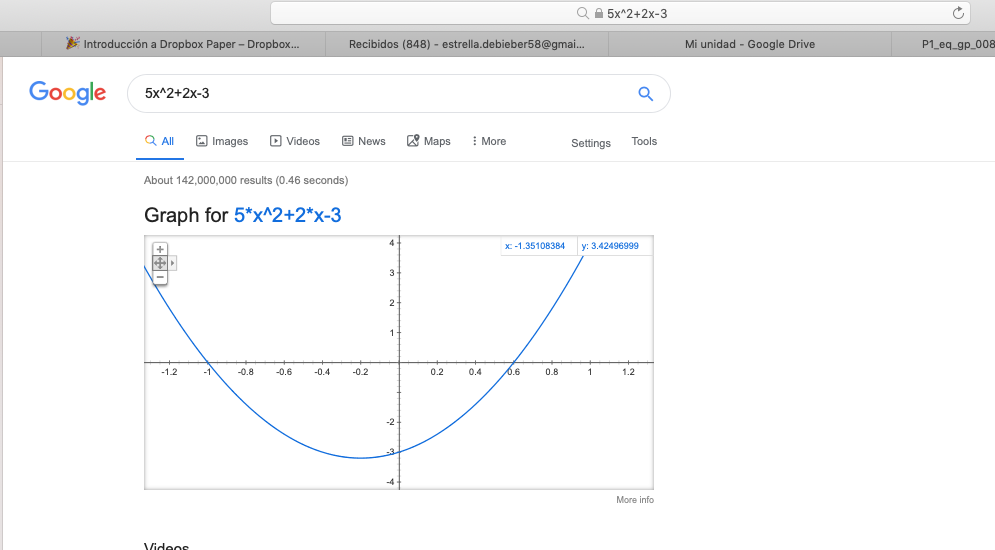 5x^2+2x-3
Introducción a Dropbox Paper – Dropbox... Recibidos (848) - estrella.debieber58@gmai... Mi unidad - Google Drive P1_eq_gp_008
Google 5x^2+2x-3
All Images Videos News Maps More Settings Tools
About 142,000,000 results (0.46 seconds)
Graph for 5*x^2+2*x-3
x: -1.35108384 y: 3.42496999
4
3
2
1
-1.2 -1 -0.8 -0.6 -0.4 -0.2 0.2 0.4 0.6 0.8 1 1.2
-2
-3
-4
More info
Videos